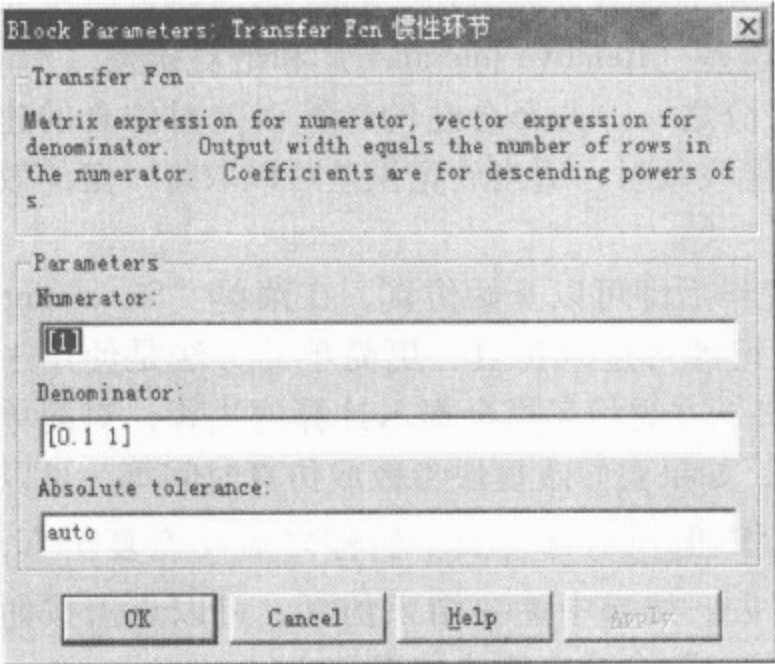 Block Parameters: Transfer Fcn 惯性环节
Transfer Fcn
Matrix expression for numerator, vector expression for
denominator. Output width equals the number of rows in
the numerator. Coefficients are for descending powers of
s.
Parameters
Numerator:
[1]
Denominator:
[0.1 1]
Absolute tolerance:
auto
OK
Cancel
Help
Apply